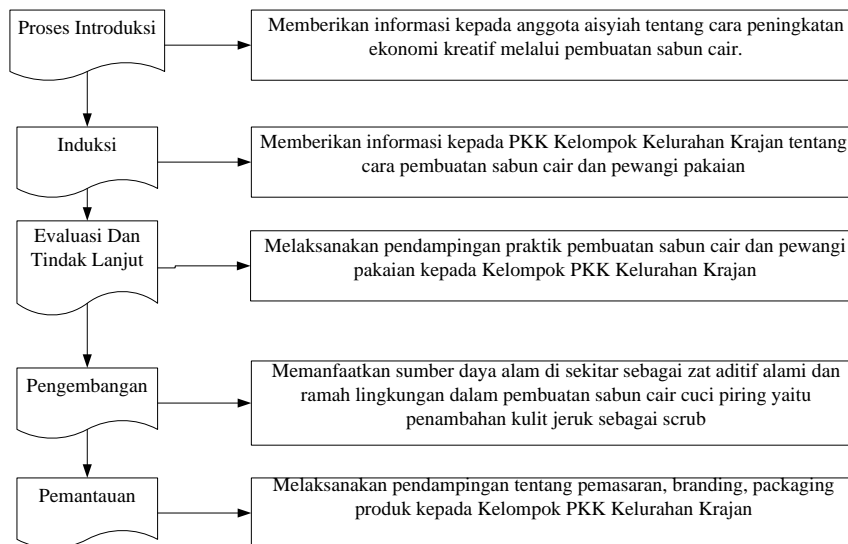 Proses Introduksi
Memberikan informasi kepada anggota aisyiah tentang cara peningkatan
ekonomi kreatif melalui pembuatan sabun cair.
Induksi
Memberikan informasi kepada PKK Kelompok Kelurahan Krajan tentang
cara pembuatan sabun cair dan pewangi pakaian
Evaluasi Dan
Tindak Lanjut
Melaksanakan pendampingan praktik pembuatan sabun cair dan pewangi
pakaian kepada Kelompok PKK Kelurahan Krajan
Pengembangan
Memanfaatkan sumber daya alam di sekitar sebagai zat aditif alami dan
ramah lingkungan dalam pembuatan sabun cair cuci piring yaitu
penambahan kulit jeruk sebagai scrub
Pemantauan
Melaksanakan pendampingan tentang pemasaran, branding, packaging
produk kepada Kelompok PKK Kelurahan Krajan